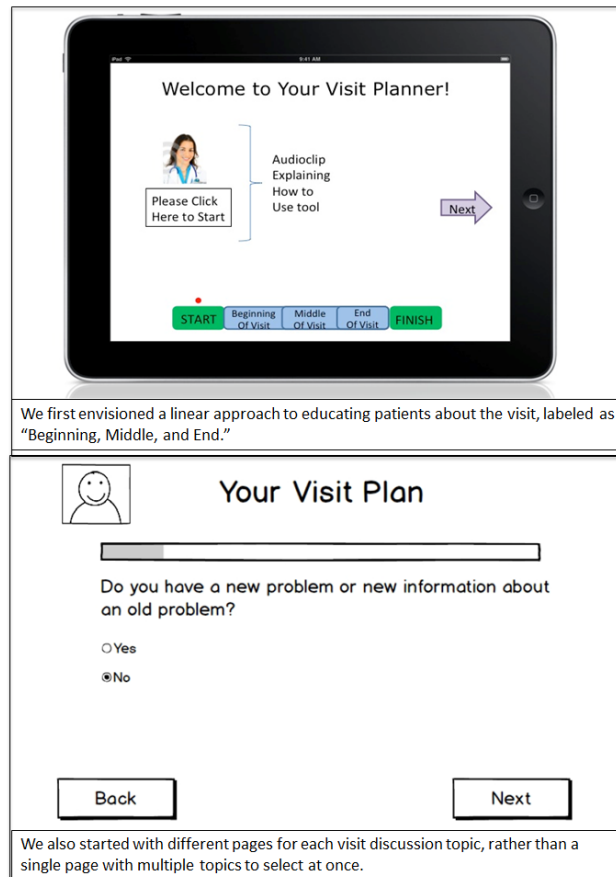 iPad
9:41 AM
Welcome to Your Visit Planner!
Please Click
Here to Start
Audioclip
Explaining
How to
Use tool
Next
START
Beginning
Of Visit
Middle
Of Visit
End
Of Visit
FINISH
We first envisioned a linear approach to educating patients about the visit, labeled as
“Beginning, Middle, and End.”
Your Visit Plan
Do you have a new problem or new information about
an old problem?
Yes
No
Back
Next
We also started with different pages for each visit discussion topic, rather than a
single page with multiple topics to select at once.